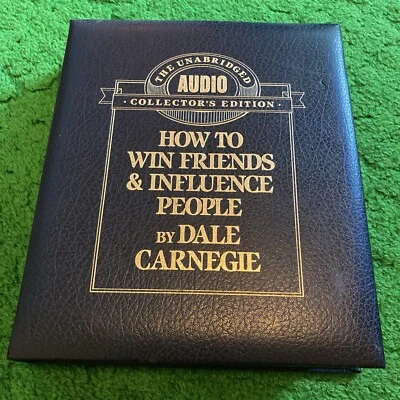 THE UNABRIDGED
AUDIO
· COLLECTOR'S EDITION ·
HOW TO
WIN FRIENDS
& INFLUENCE
PEOPLE
BY DALE
CARNEGIE